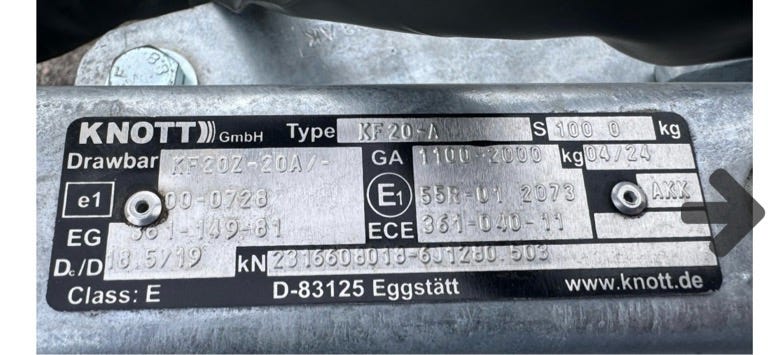 KNOTT GmbH Type KF20-A S 100 0 kg
Drawbar KF20Z-20A/- GA 1100-2000 kg 04/24
e1 00-0728 E1 55R-01 2073 AKX
EG 361-149-81 ECE 361-040-11
Dc/D 18.5/19 kN 2316608018-6J1280.503
Class: E D-83125 Eggstätt www.knott.de